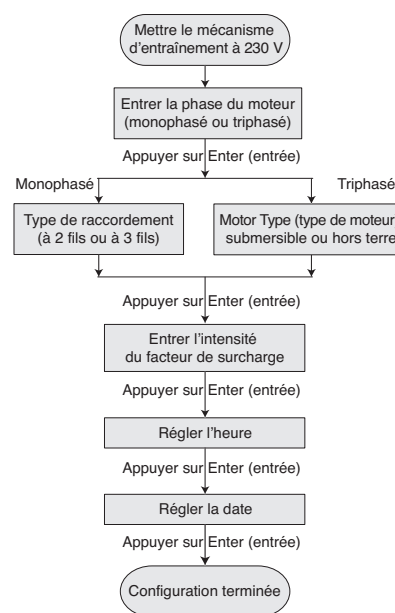 Mettre le mécanisme
d'entraînement à 230 V
Entrer la phase du moteur
(monophasé ou triphasé)
Appuyer sur Enter (entrée)
Monophasé
Triphasé
Type de raccordement
(à 2 fils ou à 3 fils)
Motor Type (type de moteur
submersible ou hors terre
Appuyer sur Enter (entrée)
Entrer l'intensité
du facteur de surcharge
Appuyer sur Enter (entrée)
Régler l'heure
Appuyer sur Enter (entrée)
Régler la date
Appuyer sur Enter (entrée)
Configuration terminée